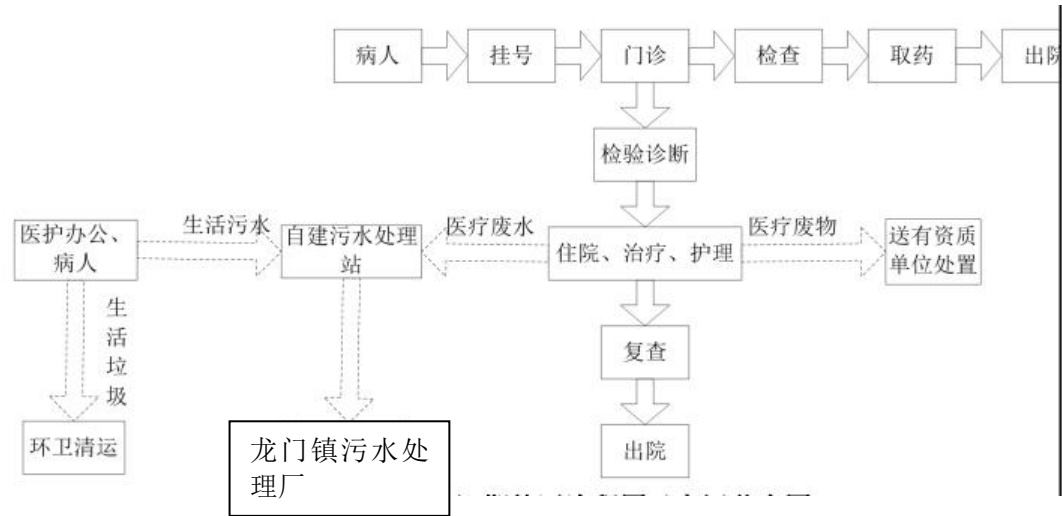 病人
挂号
门诊
检查
取药
出院
检验诊断
医护办公、
病人
生活污水
自建污水处理
站
医疗废水
住院、治疗、护理
医疗废物
送有资质
单位处置
生
活
垃
圾
复查
环卫清运
龙门镇污水处
理厂
出院